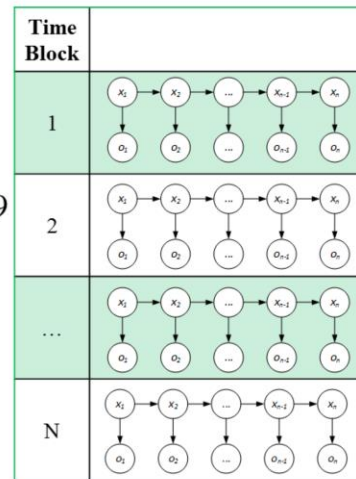 Time
Block
x1 x2 ... xn-1 xn
1
o1 o2 ... on-1 on
9
x1 x2 ... xn-1 xn
2
o1 o2 ... on-1 on
x1 x2 ... xn-1 xn
...
o1 o2 ... on-1 on
x1 x2 ... xn-1 xn
N
o1 o2 ... on-1 on